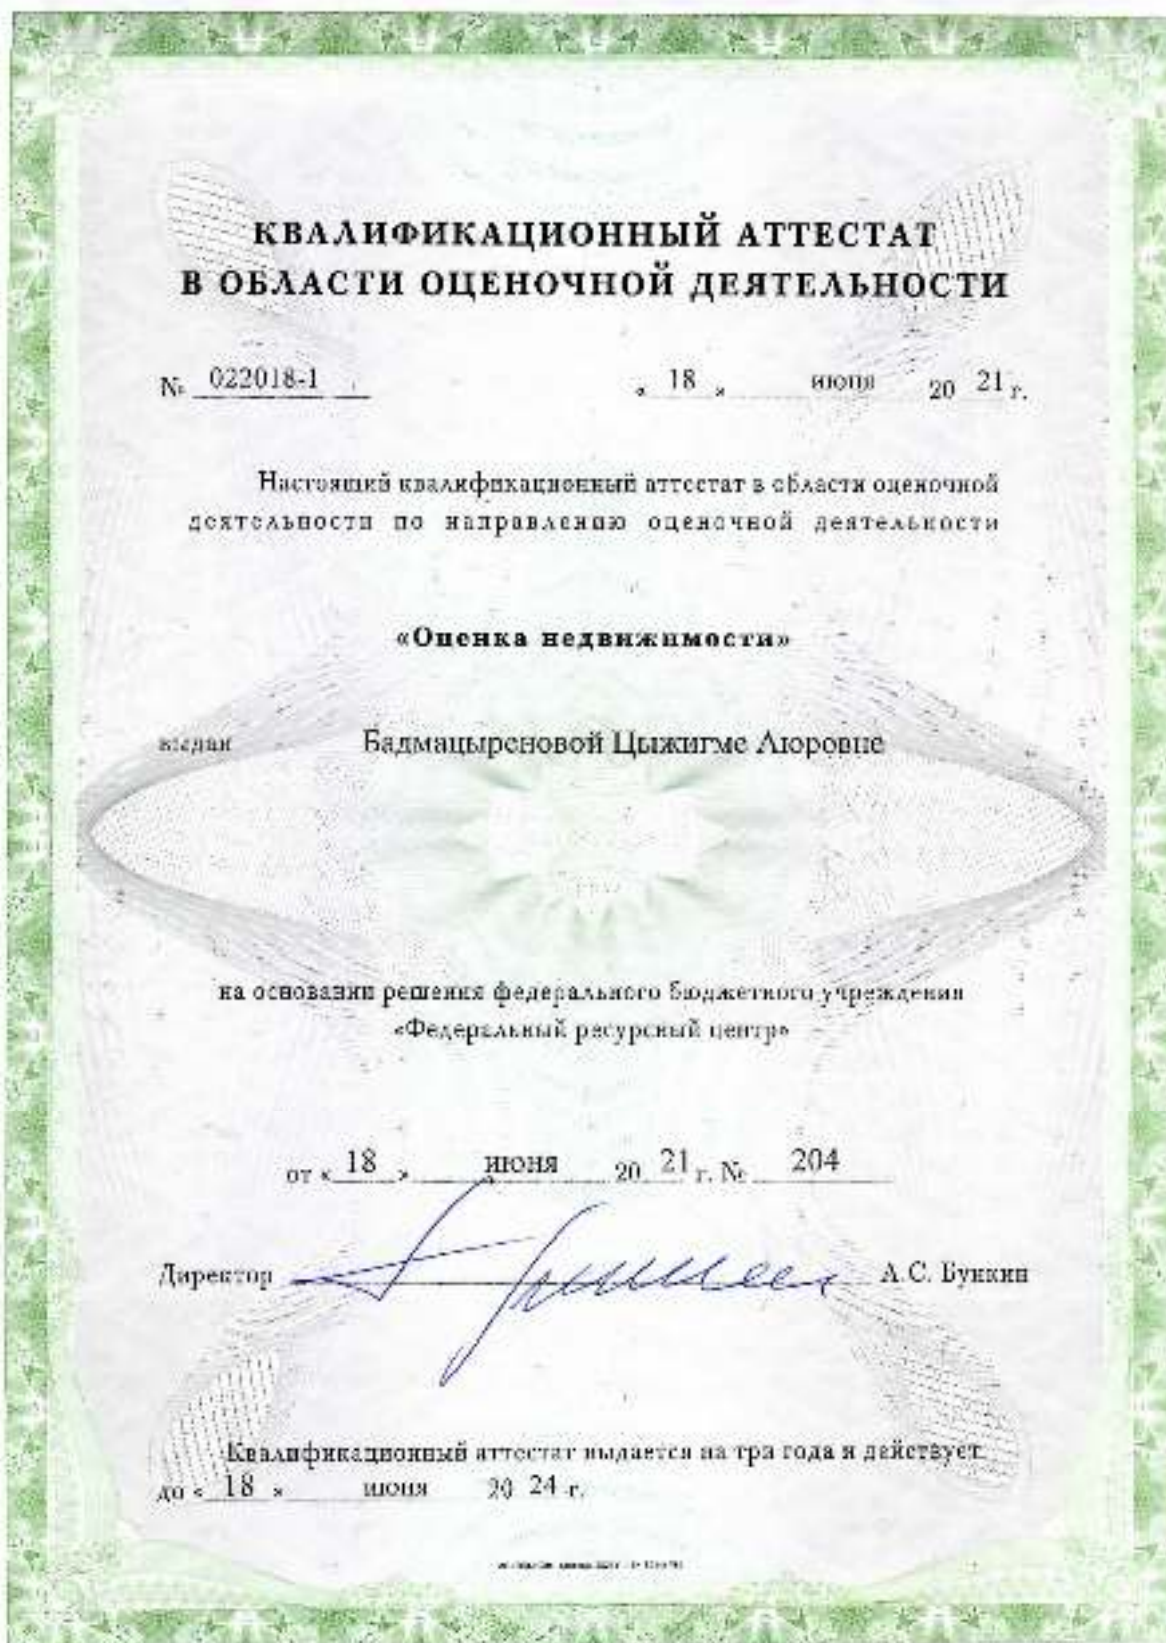 КВАЛИФИКАЦИОННЫЙ АТТЕСТАТ
В ОБЛАСТИ ОЦЕНОЧНОЙ ДЕЯТЕЛЬНОСТИ
№ 022018-1 « 18 » июня 20 21 г.
Настоящий квалификационный аттестат в области оценочной
деятельности по направлению оценочной деятельности
«Оценка недвижимости»
выдан Бадмацыреновой Цыжигме Аюровне
на основании решения федерального бюджетного учреждения
«Федеральный ресурсный центр»
от « 18 » июня 20 21 г. № 204
Директор А.С. Бункин
Квалификационный аттестат выдается на три года и действует
до « 18 » июня 20 24 г.